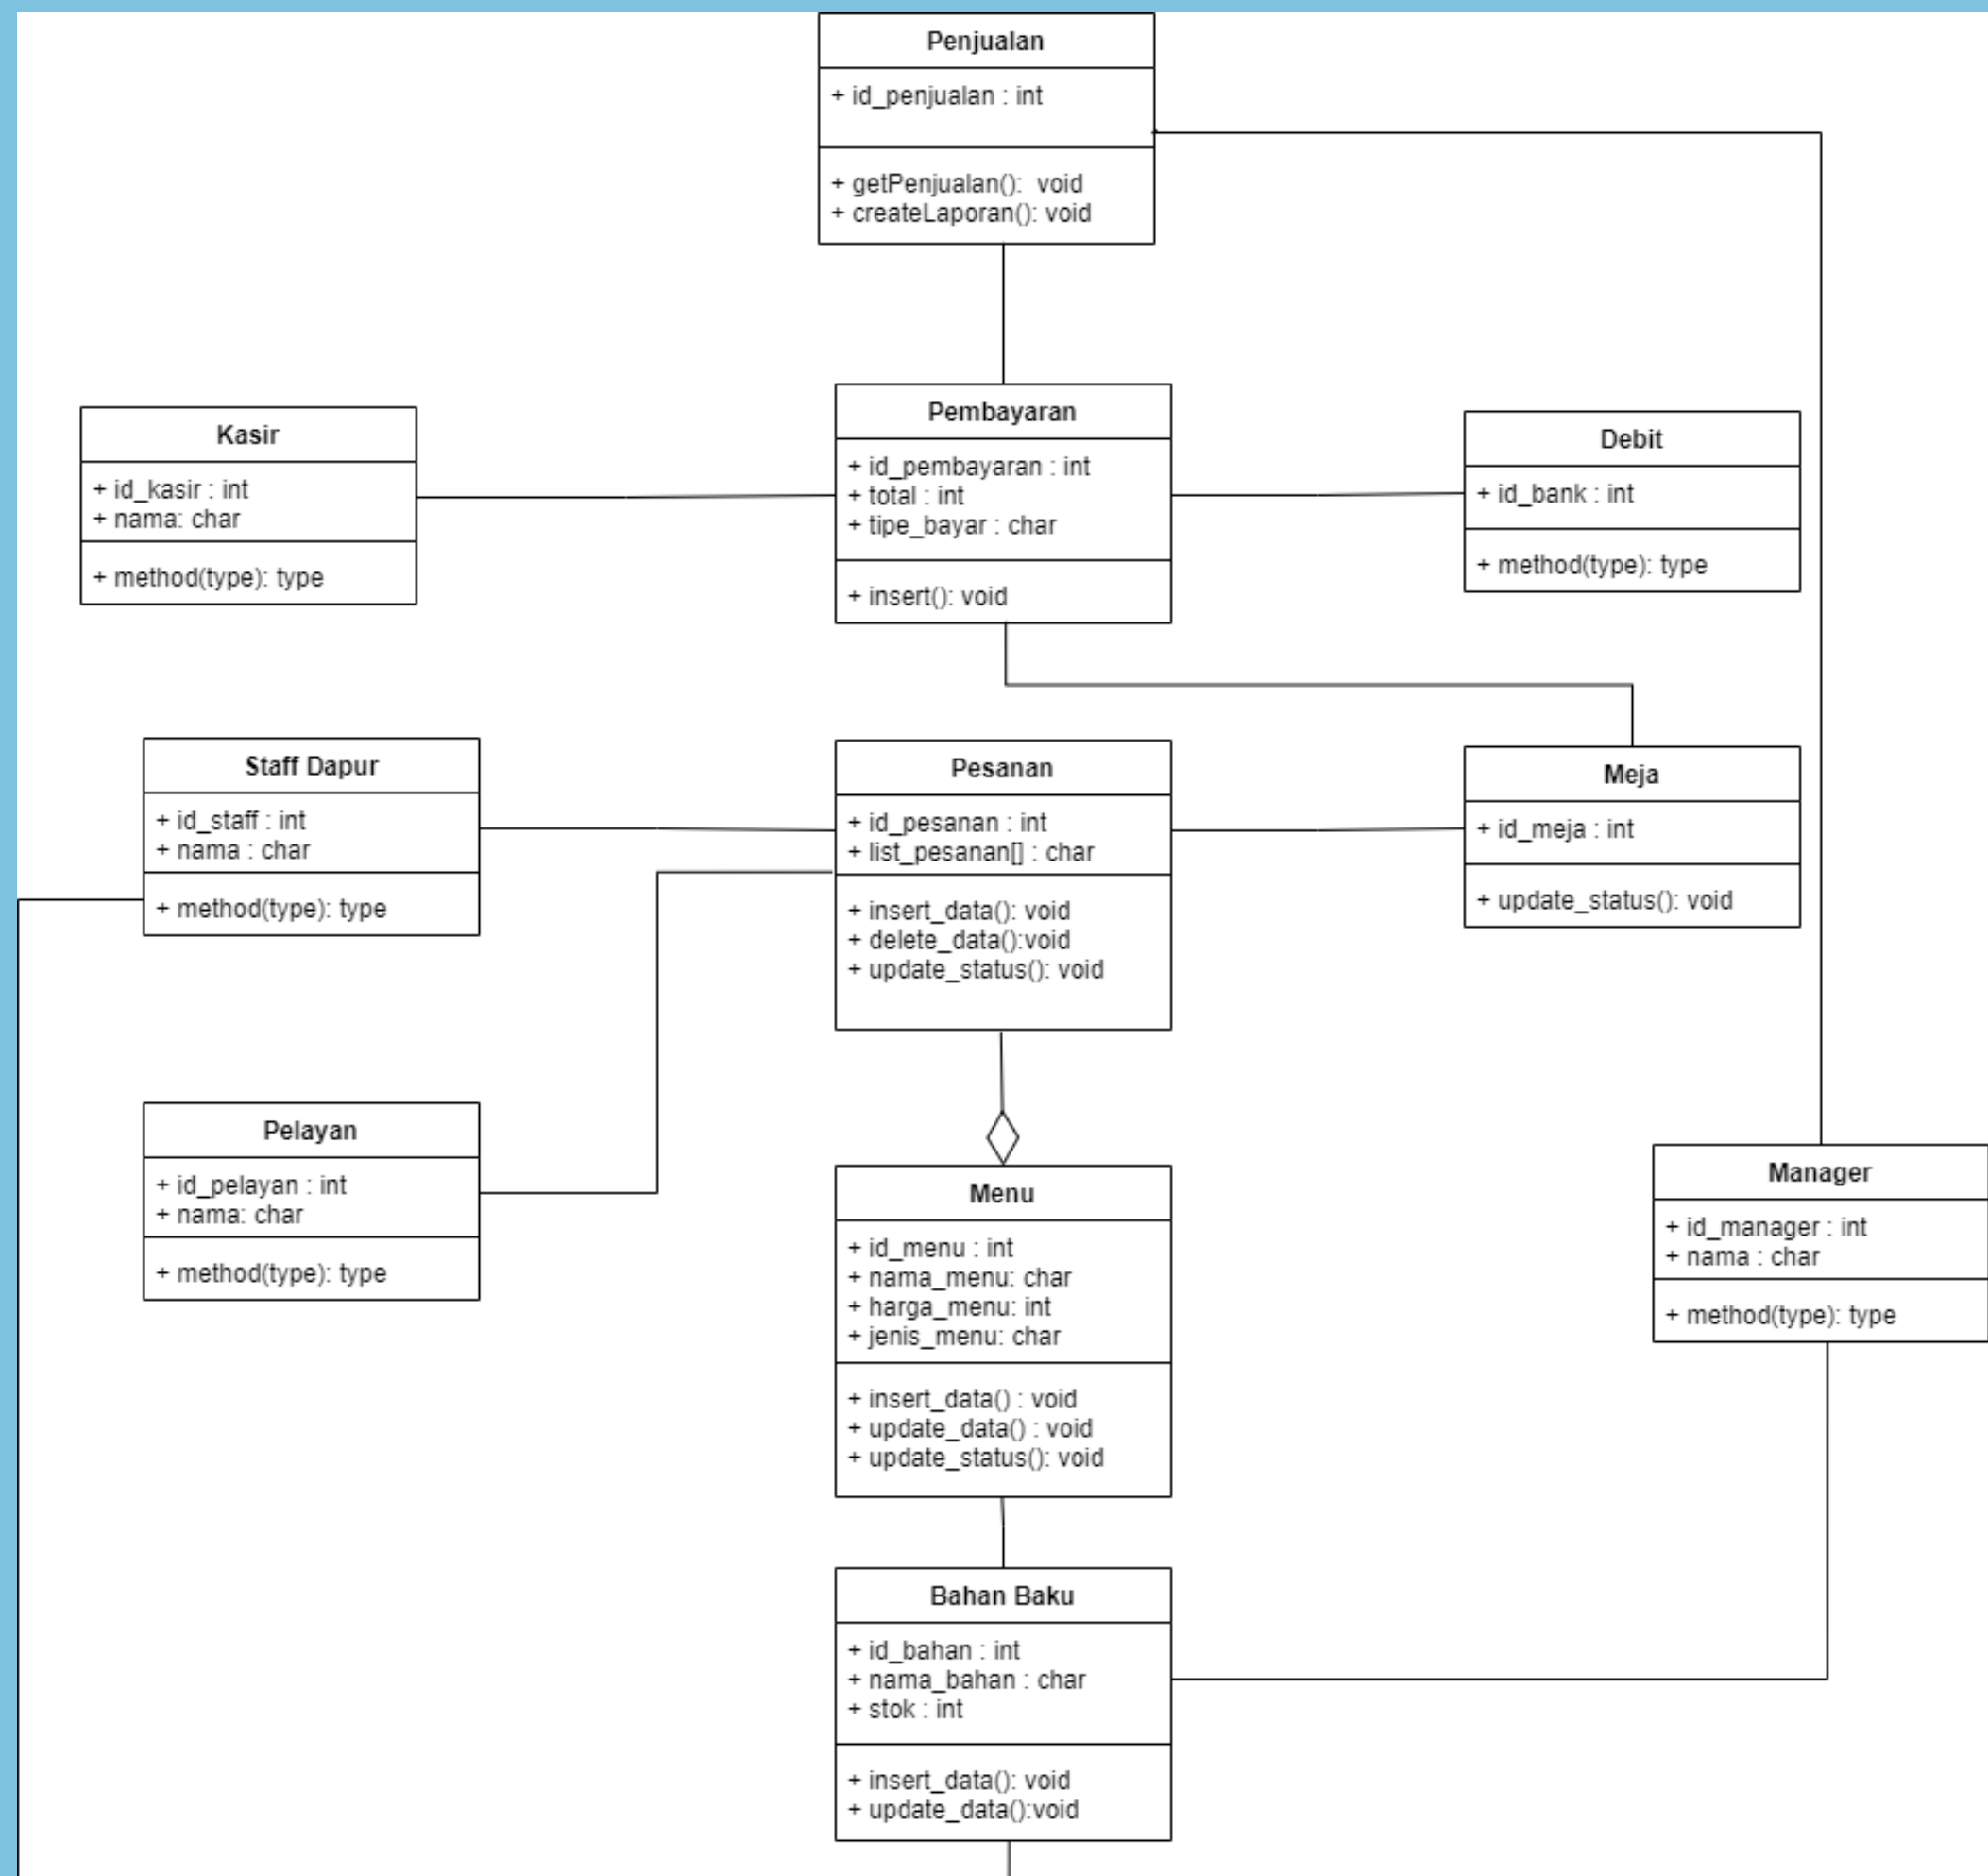 Penjualan
+ id_penjualan : int
+ getPenjualan():  void
+ createLaporan(): void
Kasir
+ id_kasir : int
+ nama: char
+ method(type): type
Pembayaran
+ id_pembayaran : int
+ total : int
+ tipe_bayar : char
+ insert(): void
Debit
+ id_bank : int
+ method(type): type
Staff Dapur
+ id_staff : int
+ nama : char
+ method(type): type
Pesanan
+ id_pesanan : int
+ list_pesanan[] : char
+ insert_data(): void
+ delete_data():void
+ update_status(): void
Meja
+ id_meja : int
+ update_status(): void
Pelayan
+ id_pelayan : int
+ nama: char
+ method(type): type
Menu
+ id_menu : int
+ nama_menu: char
+ harga_menu: int
+ jenis_menu: char
+ insert_data() : void
+ update_data() : void
+ update_status(): void
Manager
+ id_manager : int
+ nama : char
+ method(type): type
Bahan Baku
+ id_bahan : int
+ nama_bahan : char
+ stok : int
+ insert_data(): void
+ update_data():void